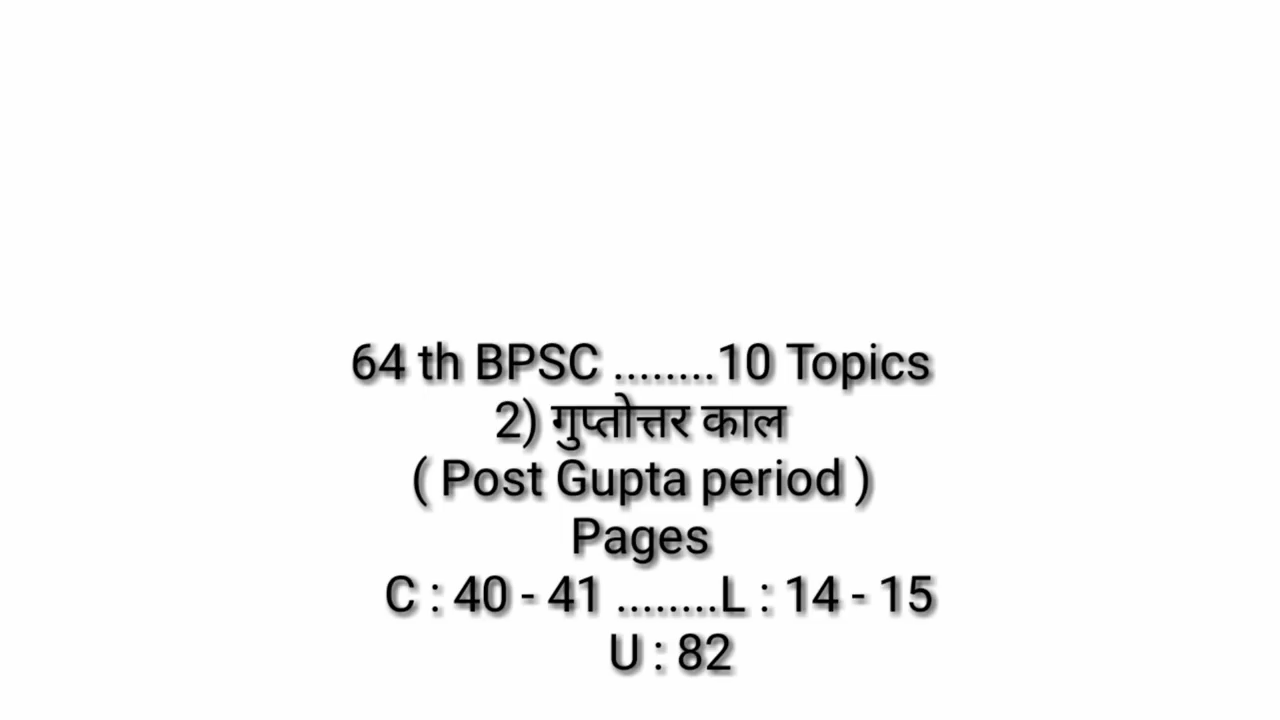 64 th BPSC ........10 Topics
2) गुप्तोत्तर काल
( Post Gupta period )
Pages
C : 40 - 41 ........L : 14 - 15
U : 82